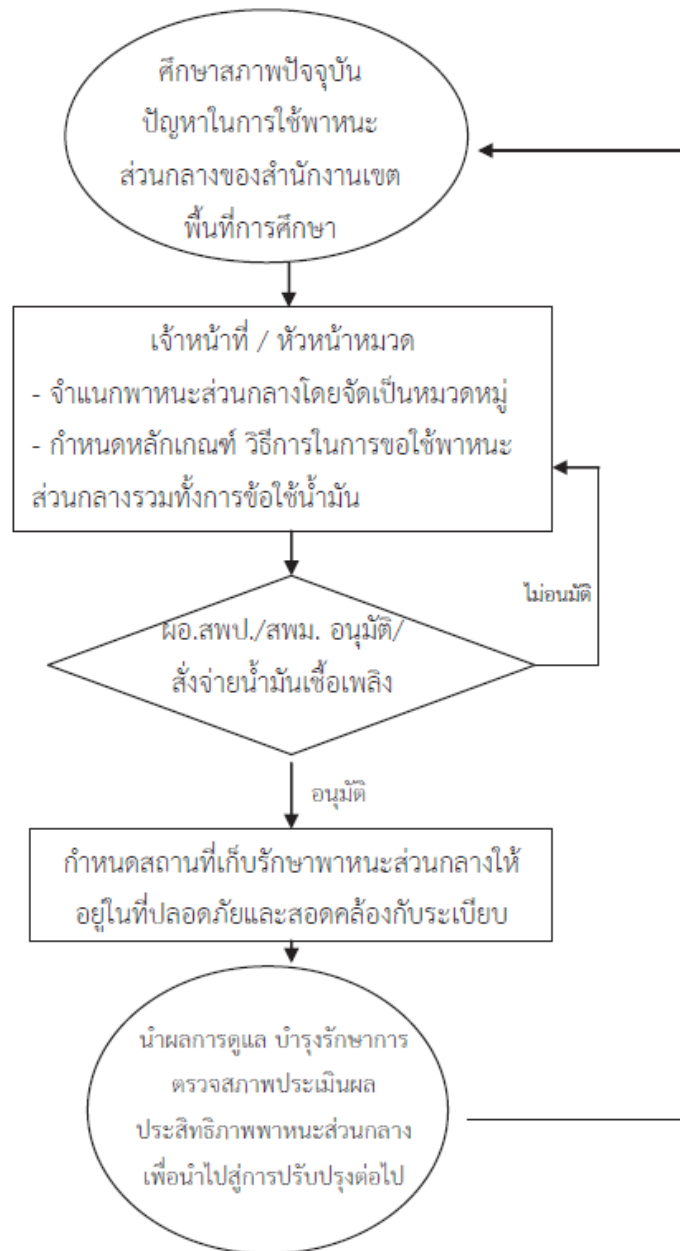 ศึกษาสภาพปัจจุบัน
ปัญหาในการใช้พาหนะ
ส่วนกลางของสำนักงานเขต
พื้นที่การศึกษา
เจ้าหน้าที่ / หัวหน้าหมวด
- จำแนกพาหนะส่วนกลางโดยจัดเป็นหมวดหมู่
- กำหนดหลักเกณฑ์ วิธีการในการขอใช้พาหนะ
ส่วนกลางรวมทั้งการข้อใช้น้ำมัน
ไม่อนมัติ
ผอ.สพป./สพม. อนุมัติ/
สั่งจ่ายน้ำมันเชื้อเพลิง
อนุมัติ
กำหนดสถานที่เก็บรักษาพาหนะส่วนกลางให้
อยู่ในที่ปลอดภัยและสอดคล้องกับระเบียบ
นำผลการดูแล บำรุงรักษาการ
ตรวจสภาพประเมินผล
ประสิทธิภาพพาหนะส่วนกลาง
เพื่อนำไปสู่การปรับปรุงต่อไป